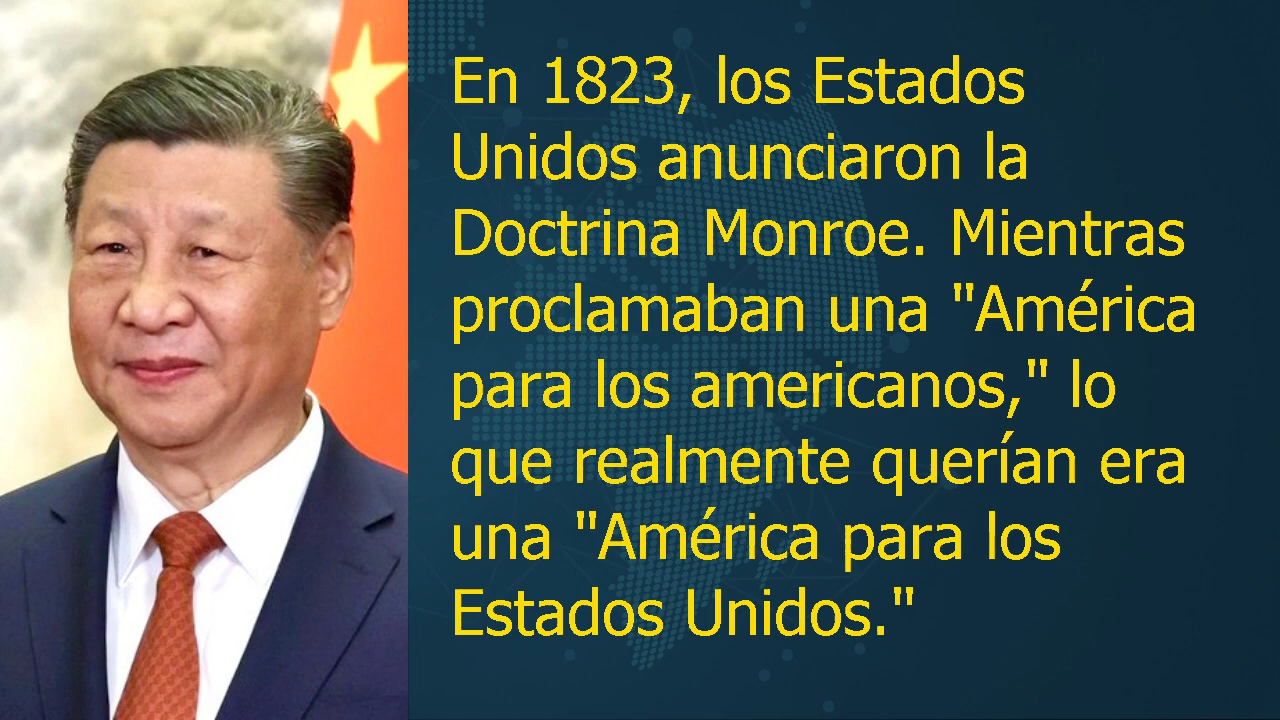 En 1823, los Estados
Unidos anunciaron la
Doctrina Monroe. Mientras
proclamaban una "América
para los americanos," lo
que realmente querían era
una "América para los
Estados Unidos."